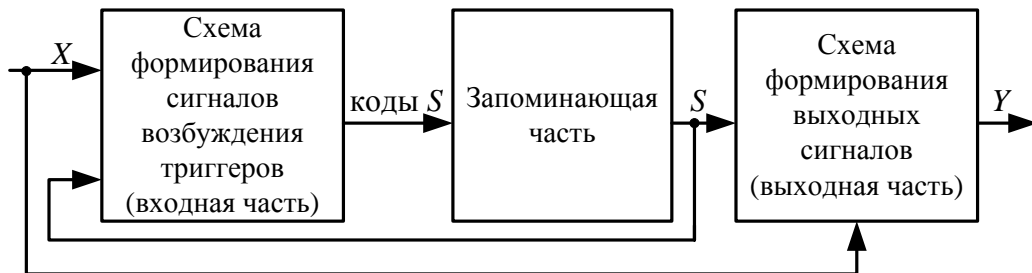 X
Схема
формирования
сигналов
возбуждения
триггеров
(входная часть)
коды S
Запоминающая
часть
S
Схема
формирования
выходных
сигналов
(выходная часть)
Y